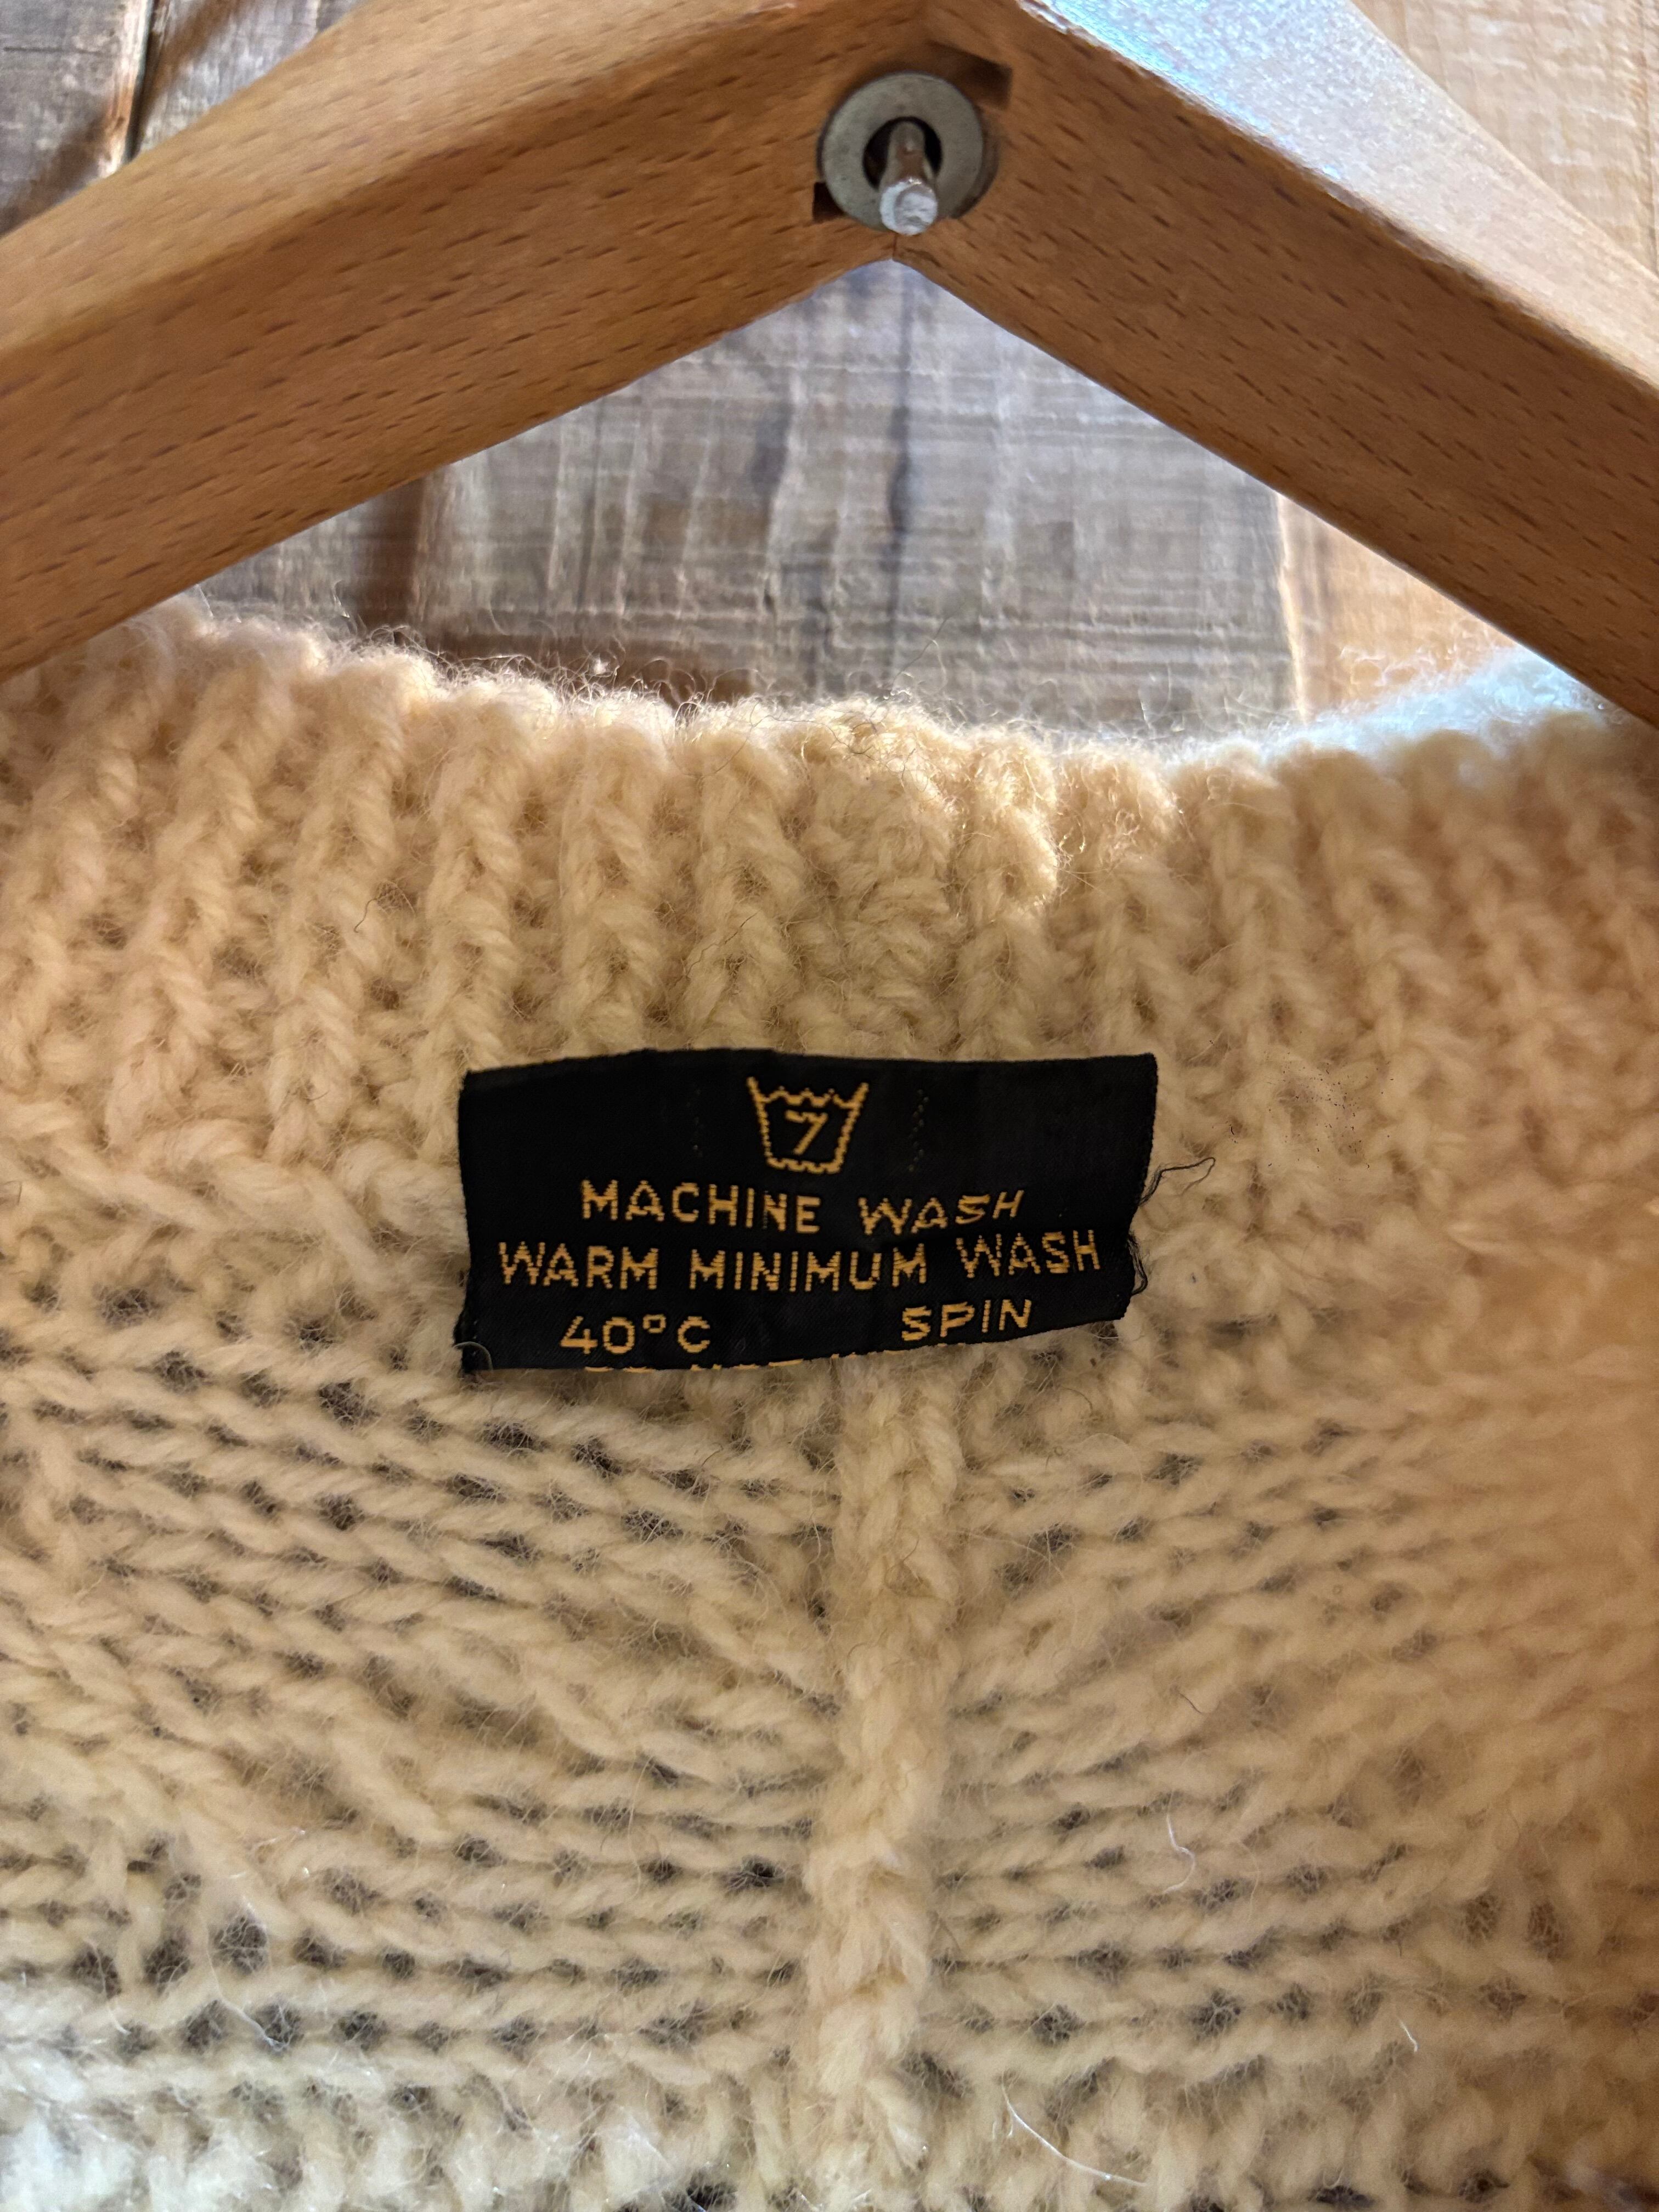 7
MACHINE WASH
WARM MINIMUM WASH
40°C SPIN